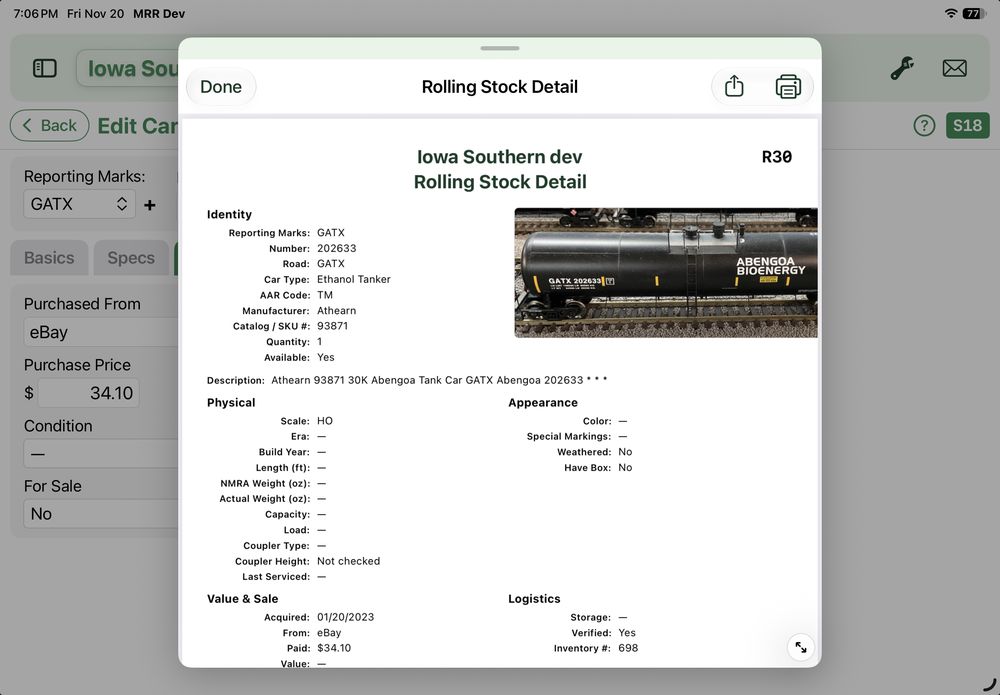 7:06 PM Fri Nov 20 MRR Dev
77
Iowa Sou
Done
Rolling Stock Detail
Back
Edit Car
S18
Reporting Marks:
GATX
+
Basics
Specs
Purchased From
eBay
Purchase Price
$ 34.10
Condition
—
For Sale
No
Iowa Southern dev
R30
Rolling Stock Detail
Identity
Reporting Marks: GATX
Number: 202633
Road: GATX
Car Type: Ethanol Tanker
AAR Code: TM
Manufacturer: Athearn
Catalog / SKU #: 93871
Quantity: 1
Available: Yes
ABENGOA
BIOENERGY
GATX 202633
Description: Athearn 93871 30K Abengoa Tank Car GATX Abengoa 202633 * * *
Physical
Scale: HO
Era: —
Build Year: —
Length (ft): —
NMRA Weight (oz): —
Actual Weight (oz): —
Capacity: —
Load: —
Coupler Type: —
Coupler Height: Not checked
Last Serviced: —
Appearance
Color: —
Special Markings: —
Weathered: No
Have Box: No
Value & Sale
Acquired: 01/20/2023
From: eBay
Paid: $34.10
Value: —
Logistics
Storage: —
Verified: Yes
Inventory #: 698